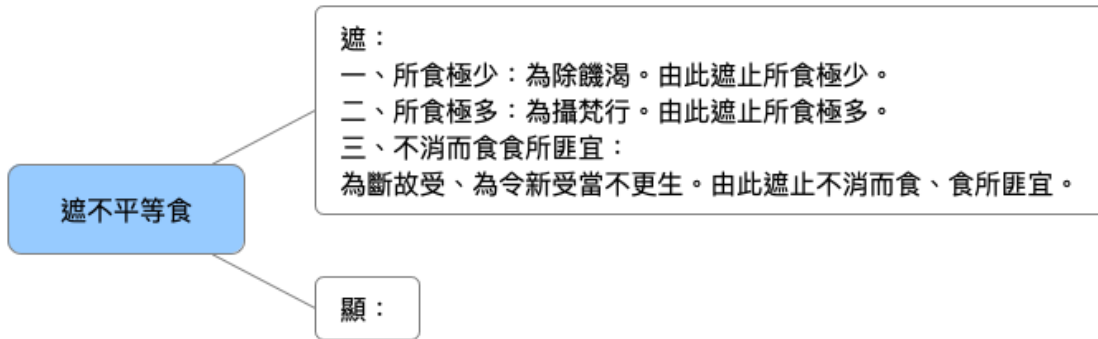 遮不平等食
遮：
一、所食極少：為除饑渴。由此遮止所食極少。
二、所食極多：為攝梵行。由此遮止所食極多。
三、不消而食食所匪宜：
為斷故受、為令新受當不更生。由此遮止不消而食、食所匪宜。
顯：